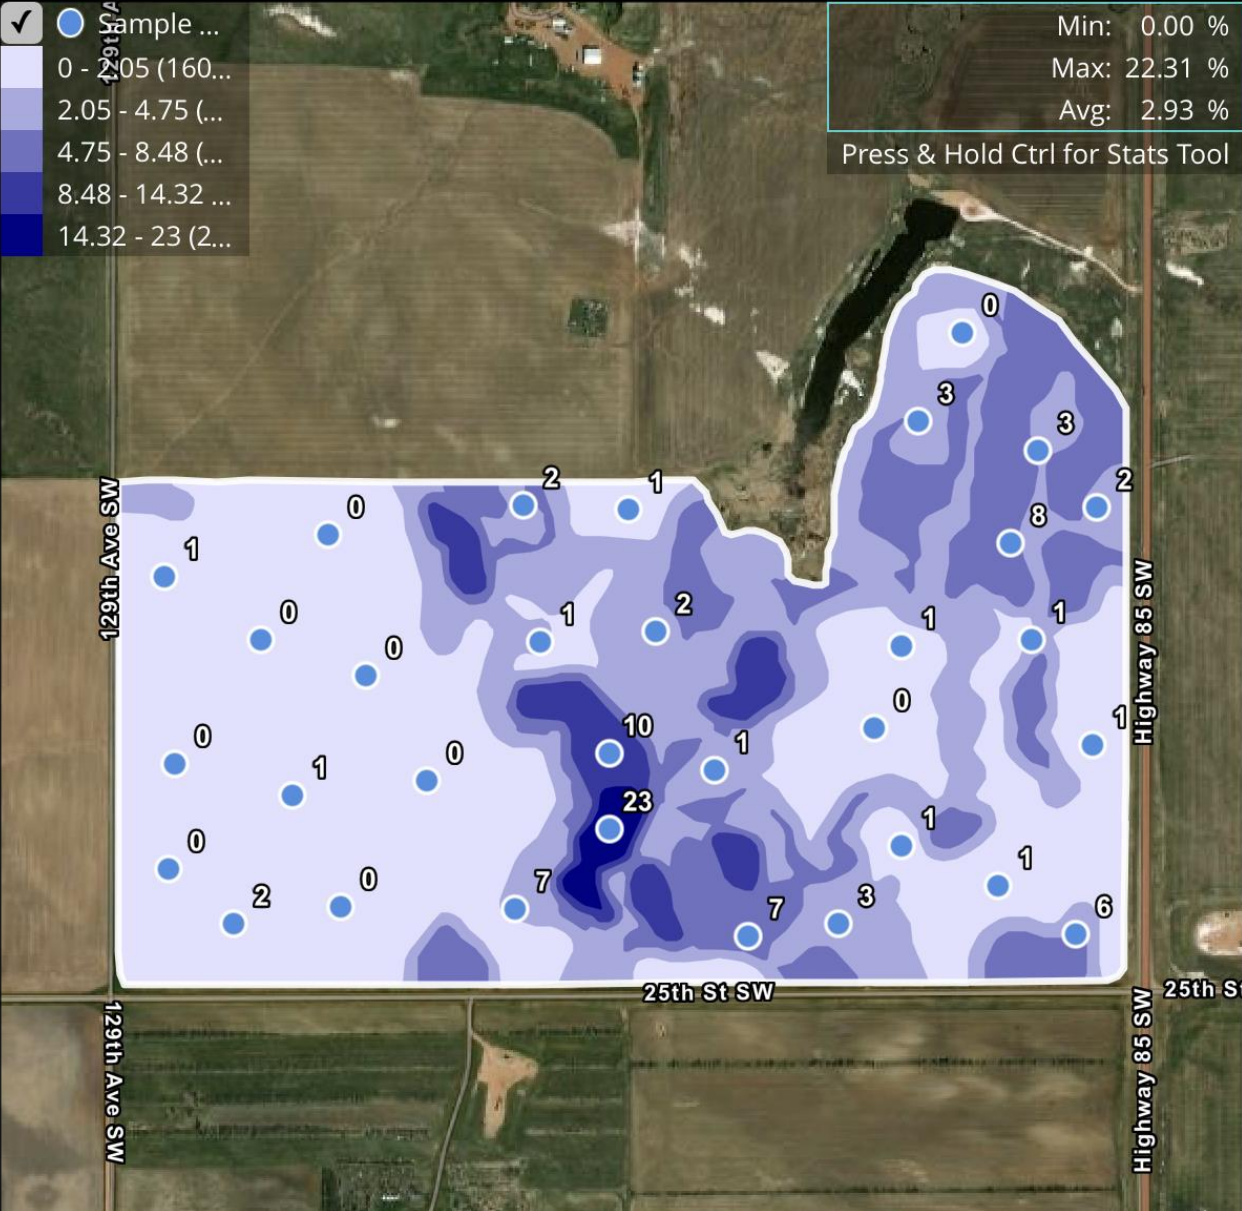 ✓ Sample ...
0 - 2.05 (160...
2.05 - 4.75 (...
4.75 - 8.48 (...
8.48 - 14.32 ...
14.32 - 23 (2...
Min: 0.00 %
Max: 22.31 %
Avg: 2.93 %
Press & Hold Ctrl for Stats Tool
129th A
0
3
3
2
1
2
0
8
1
0
2
1
1
1
0
0
10
1
0
1
0
1
0
23
1
0
1
2
0
7
7
3
6
129th Ave SW
Highway 85 SW
25th St SW
25th St
129th Ave SW
Highway 85 SW